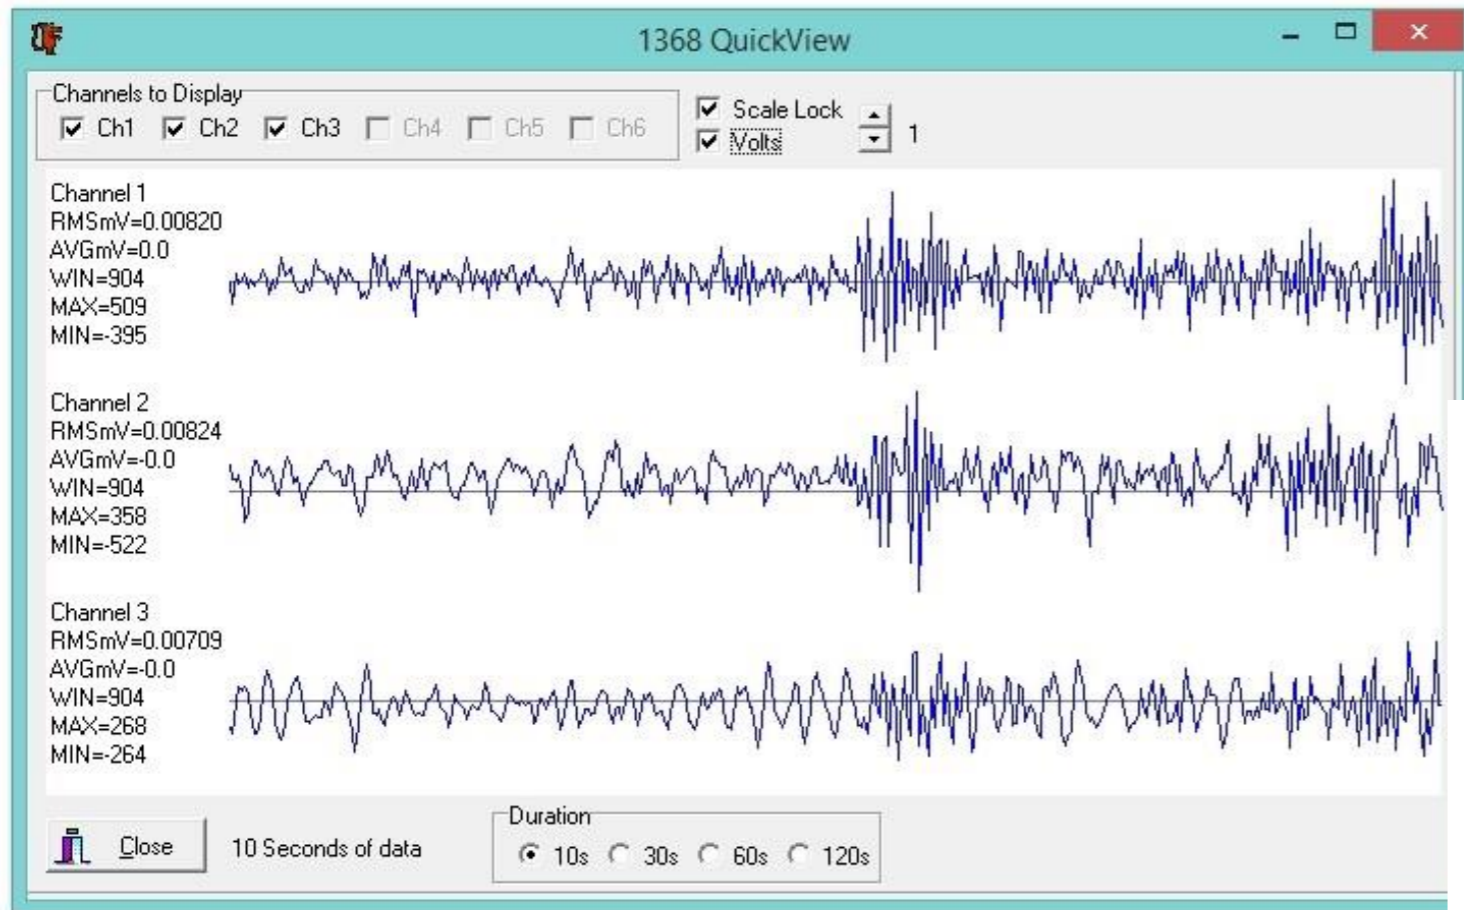 1368 QuickView
Channels to Display
Ch1 Ch2 Ch3 Ch4 Ch5 Ch6
Scale Lock
Volts
1
Channel 1
RMSmV=0.00820
AVGmV=0.0
WIN=904
MAX=509
MIN=-395
Channel 2
RMSmV=0.00824
AVGmV=-0.0
WIN=904
MAX=358
MIN=-522
Channel 3
RMSmV=0.00709
AVGmV=-0.0
WIN=904
MAX=268
MIN=-264
Close
10 Seconds of data
Duration
10s 30s 60s 120s